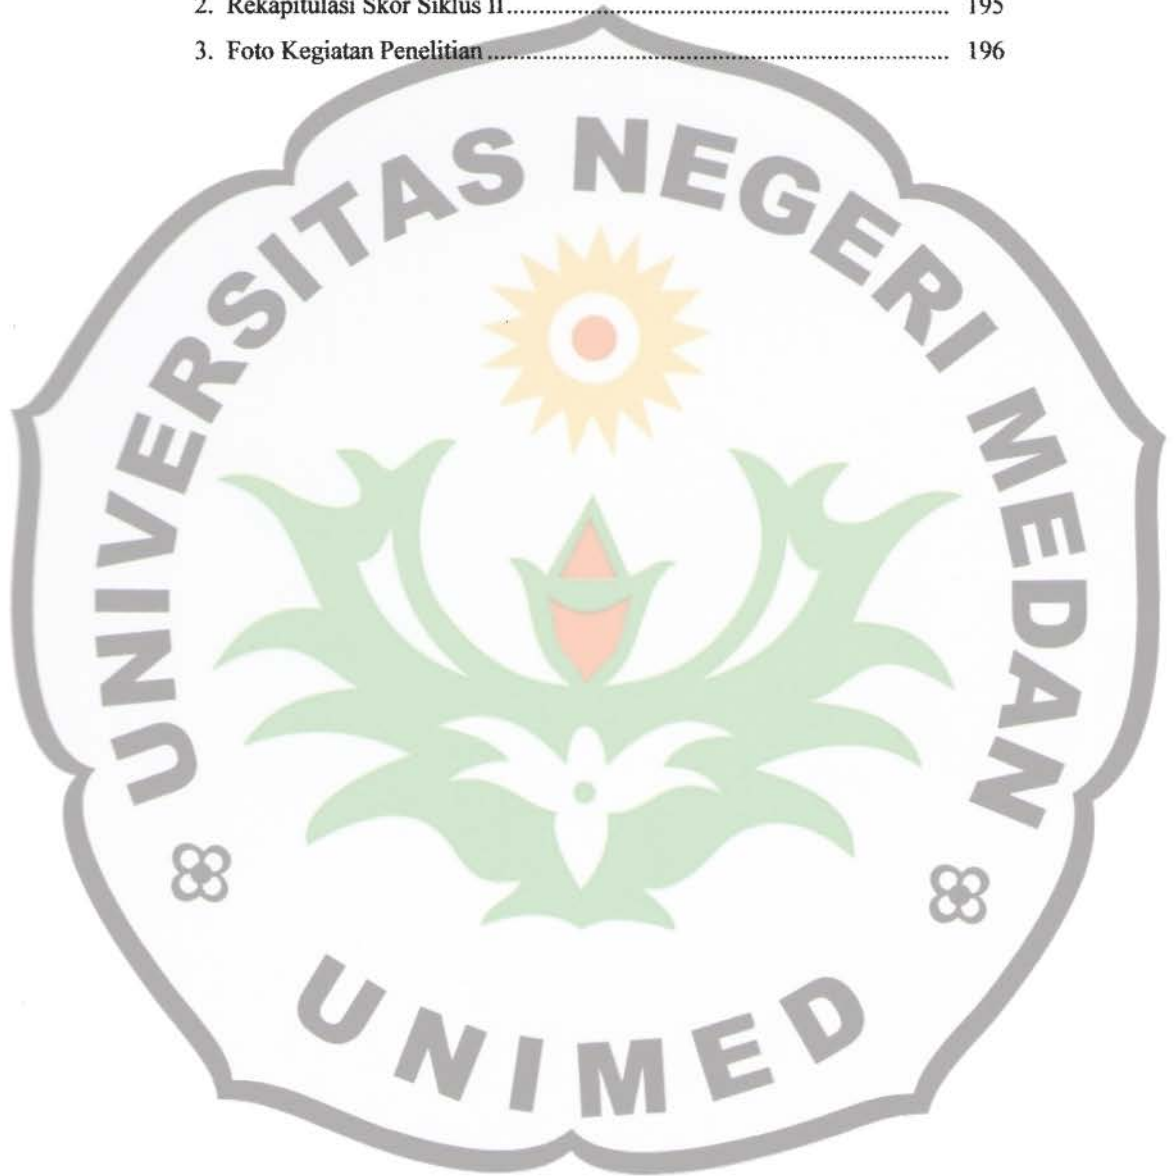 2. Rekapitulasi Skor Siklus II ........................................ 195
3. Foto Kegiatan Penelitian ........................................ 196
UNIVERSITAS NEGERI MEDAN
UNIMED